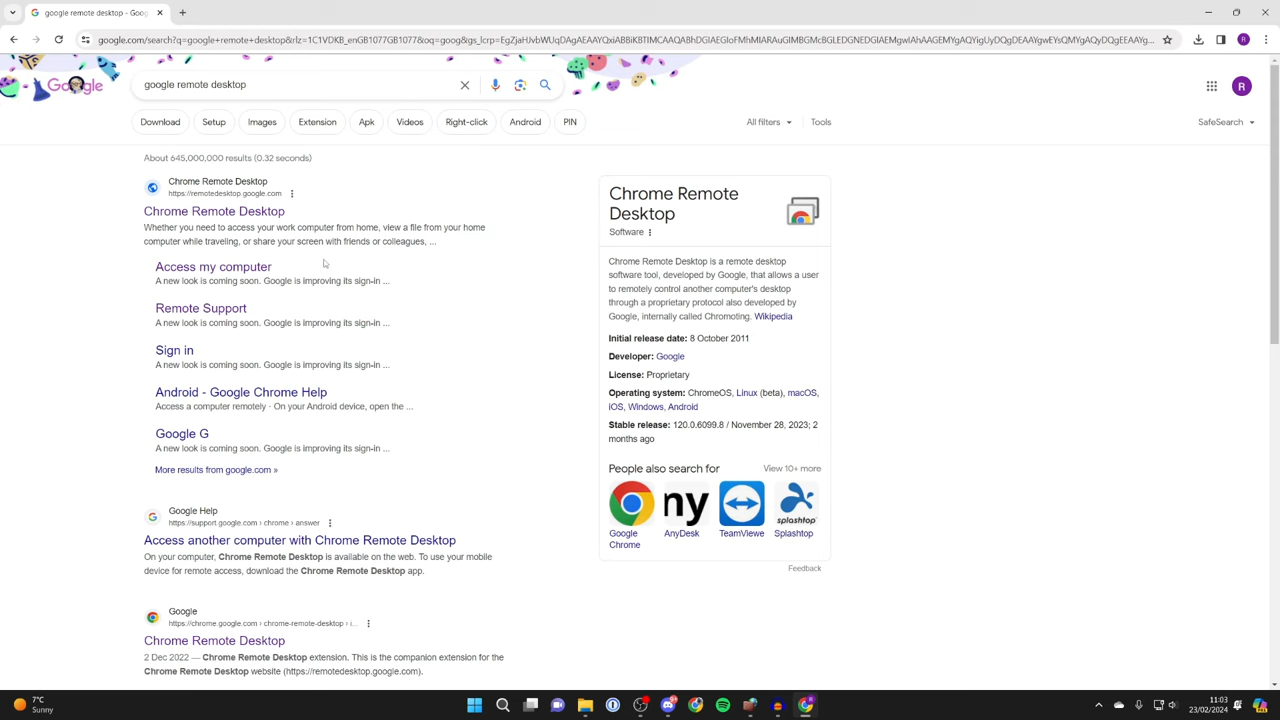 google remote desktop - Goo
google.com/search?q=google+remote+desktop&rlz=1C1VDKB_enGB1077GB1077&oq=goog&gs_lcrp=
R
Google
google remote desktop
R
Download
Setup
Images
Extension
Apk
Videos
Right-click
Android
PIN
All filters
Tools
SafeSearch
About 645,000,000 results (0.32 seconds)
Chrome Remote Desktop
https://remotedesktop.google.com
Chrome Remote Desktop
Whether you need to access your work computer from home, view a file from your home
computer while traveling, or share your screen with friends or colleagues, ...
Access my computer
A new look is coming soon. Google is improving its sign-in ...
Remote Support
A new look is coming soon. Google is improving its sign-in ...
Sign in
A new look is coming soon. Google is improving its sign-in ...
Android - Google Chrome Help
Access a computer remotely · On your Android device, open the ...
Google G
A new look is coming soon. Google is improving its sign-in ...
More results from google.com »
Google Help
https://support.google.com › chrome › answer
Access another computer with Chrome Remote Desktop
On your computer, Chrome Remote Desktop is available on the web. To use your mobile
device for remote access, download the Chrome Remote Desktop app.
Google
https://chrome.google.com › chrome-remote-desktop › i...
Chrome Remote Desktop
2 Dec 2022 — Chrome Remote Desktop extension. This is the companion extension for the
Chrome Remote Desktop website (https://remotedesktop.google.com).
Chrome Remote
Desktop
Software
Chrome Remote Desktop is a remote desktop
software tool, developed by Google, that allows a user
to remotely control another computer's desktop
through a proprietary protocol also developed by
Google, internally called Chromoting. Wikipedia
Initial release date: 8 October 2011
Developer: Google
License: Proprietary
Operating system: ChromeOS, Linux (beta), macOS,
IOS, Windows, Android
Stable release: 120.0.6099.8 / November 28, 2023; 2
months ago
People also search for
View 10+ more
ny
splashtop
Google
Chrome
AnyDesk
TeamViewe
Splashtop
Feedback
7°C
Sunny
11:03
23/02/2024